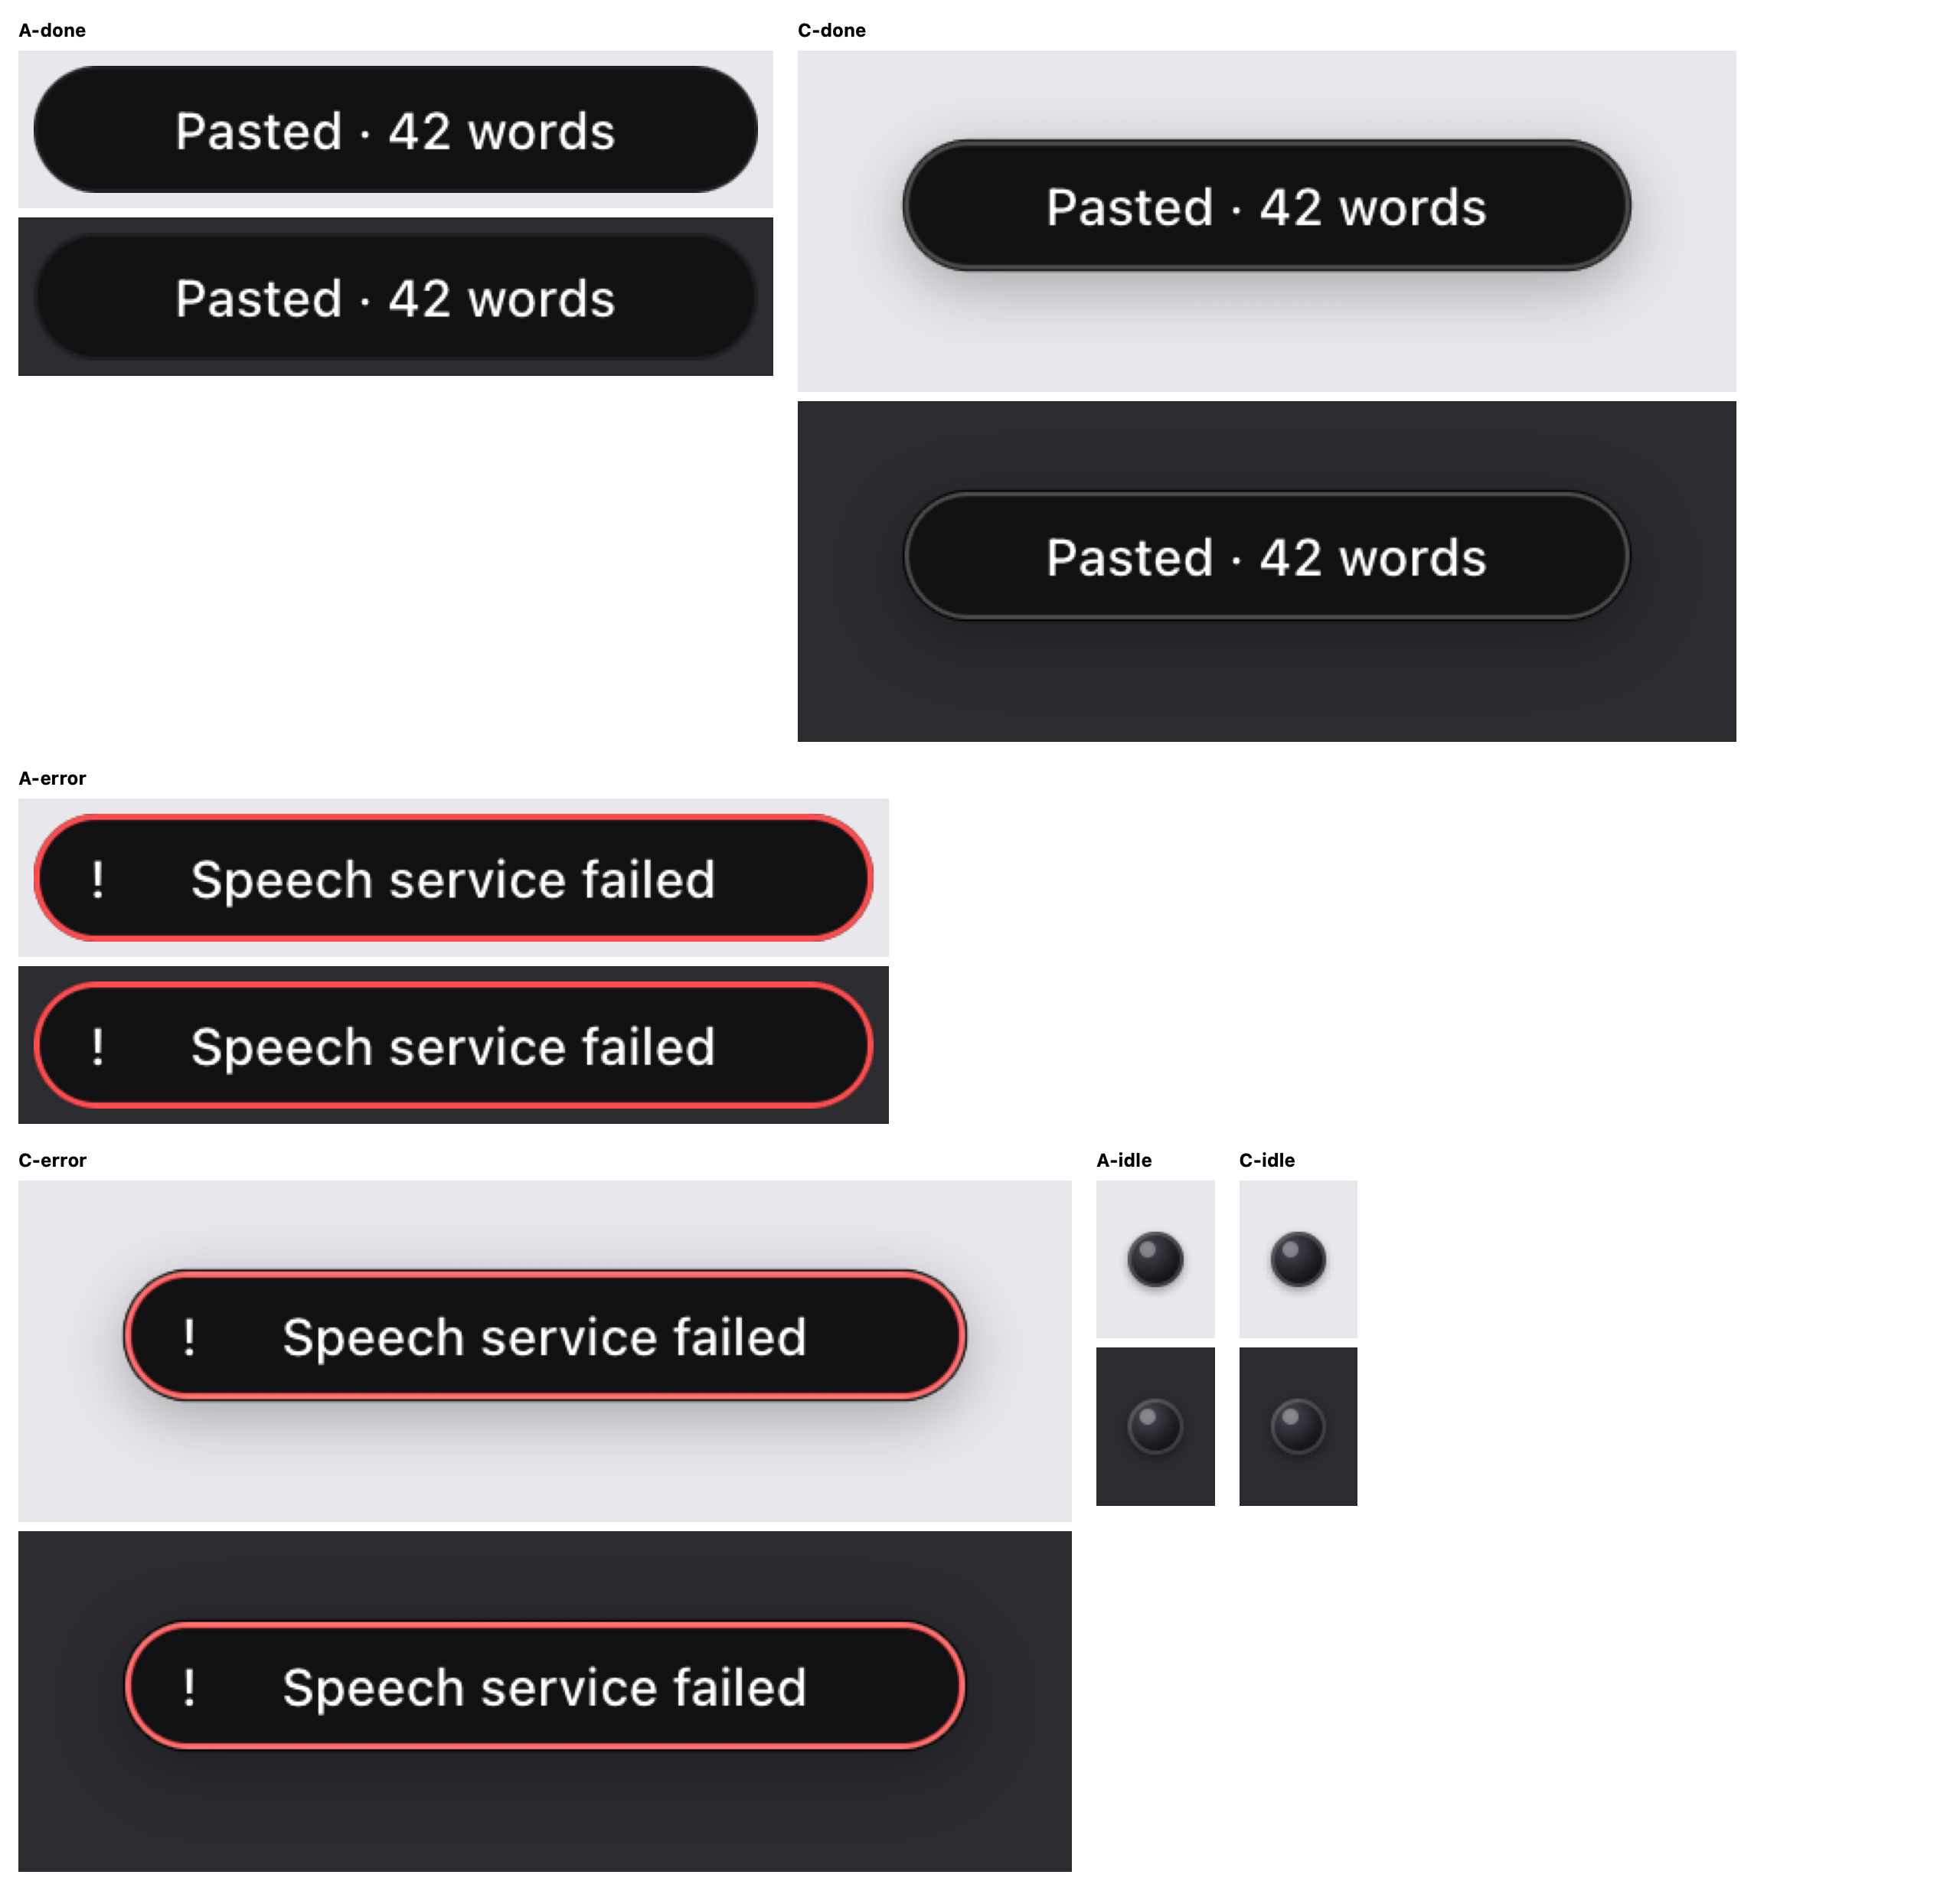 A-done
Pasted · 42 words
Pasted · 42 words
C-done
Pasted · 42 words
Pasted · 42 words
A-error
! Speech service failed
! Speech service failed
C-error
! Speech service failed
! Speech service failed
A-idle
C-idle